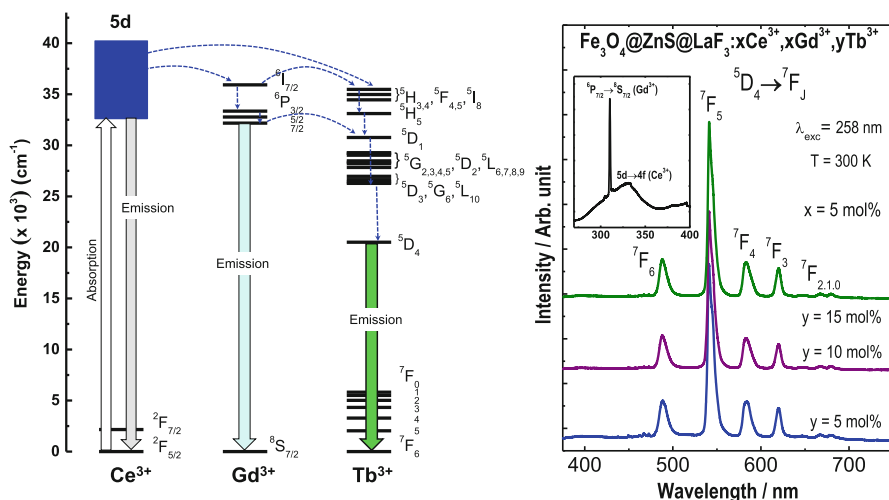 5d
40
35
30
25
20
15
10
5
0
Energy (x 10³) (cm⁻¹)
Absorption
Emission
Emission
Emission
²F₇/₂
²F₅/₂
Ce³⁺
⁶I₇/₂
⁶P₃/₂
5/2
7/2
⁸S₇/₂
Gd³⁺
}⁵H₃,₄,⁵F₄,₅,⁵I₈
⁵H₅
⁵D₁
}⁵G₂,₃,₄,₅,⁵D₂,⁵L₆,₇,₈,₉
}⁵D₃,⁵G₆,⁵L₁₀
⁵D₄
⁷F₀
1
2
3
4
5
⁷F₆
Tb³⁺
Fe₃O₄@ZnS@LaF₃:xCe³⁺,xGd³⁺,yTb³⁺
⁵D₄→⁷F_J
λexc = 258 nm
T = 300 K
x = 5 mol%
⁶P₇/₂→⁸S₇/₂ (Gd³⁺)
5d→4f (Ce³⁺)
300
350
400
⁷F₆
⁷F₅
⁷F₄
⁷F₃
⁷F₂.₁.₀
y = 15 mol%
y = 10 mol%
y = 5 mol%
Intensity / Arb. unit
400
500
600
700
Wavelength / nm